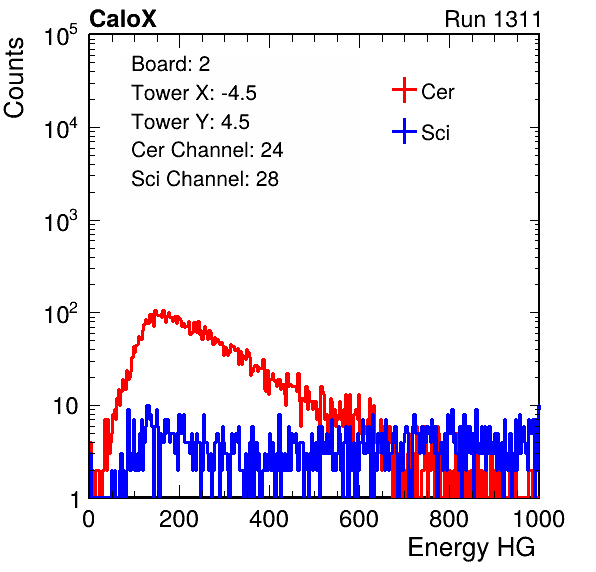 CaloX Run 1311
Counts
Board: 2
Tower X: -4.5
Tower Y: 4.5
Cer Channel: 24
Sci Channel: 28
Cer
Sci
10^5
10^4
10^3
10^2
10
1
0 200 400 600 800 1000
Energy HG